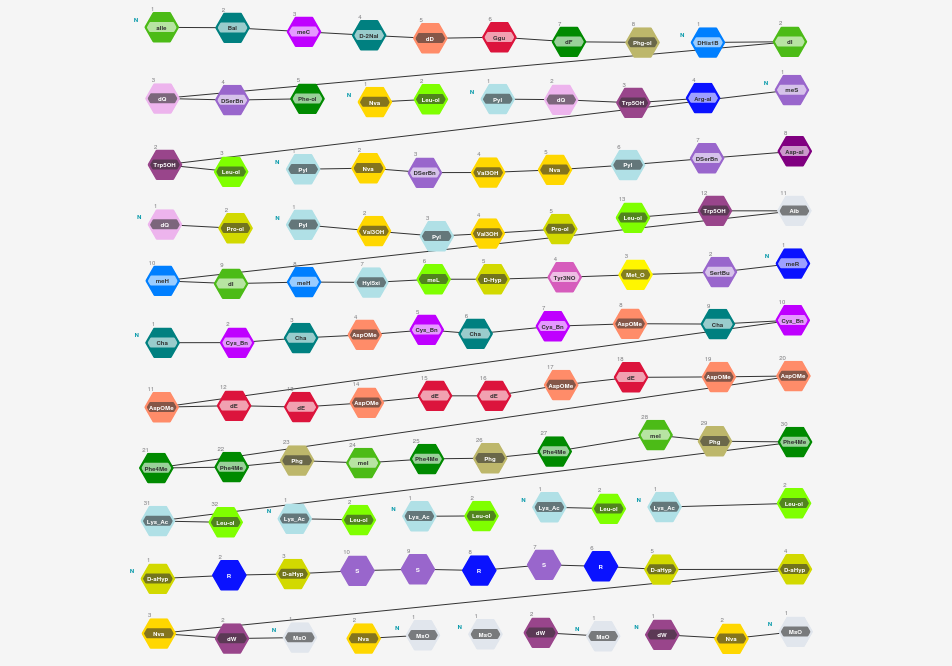 N 1 aIle 2 Bal 3 meC 4 D-2Nal 5 dD 6 Ggu 7 dF 8 Phg-ol N 1 DHis1B 2 dI
3 dQ 4 DSerBn 5 Phe-ol N 1 Nva 2 Leu-ol N 1 Pyl 2 dQ 3 Trp5OH 4 Arg-al N 1 meS
2 Trp5OH 3 Leu-ol N 1 Pyl 2 Nva 3 DSerBn 4 Val3OH 5 Nva 6 Pyl 7 DSerBn 8 Asp-al
N 1 dQ 2 Pro-ol N 1 Pyl 2 Val3OH 3 Pyl 4 Val3OH 5 Pro-ol 13 Leu-ol 12 Trp5OH 11 Aib
10 meH 9 dI 8 meH 7 Hyl5xi 6 meL 5 D-Hyp 4 Tyr3NO 3 Met_O 2 SertBu N 1 meR
N 1 Cha 2 Cys_Bn 3 Cha 4 AspOMe 5 Cys_Bn 6 Cha 7 Cys_Bn 8 AspOMe 9 Cha 10 Cys_Bn
11 AspOMe 12 dE 13 dE 14 AspOMe 15 dE 16 dE 17 AspOMe 18 dE 19 AspOMe 20 AspOMe
21 Phe4Me 22 Phe4Me 23 Phg 24 meI 25 Phe4Me 26 Phg 27 Phe4Me 28 meI 29 Phg 30 Phe4Me
31 Lys_Ac 32 Leu-ol N 1 Lys_Ac 2 Leu-ol N 1 Lys_Ac 2 Leu-ol N 1 Lys_Ac 2 Leu-ol N 1 Lys_Ac 2 Leu-ol
N 1 D-aHyp 2 R 3 D-aHyp 10 S 9 S 8 R 7 S 6 R 5 D-aHyp 4 D-aHyp
3 Nva 2 dW N 1 MsO 2 Nva N 1 MsO N 1 MsO 2 dW N 1 MsO N 1 dW 2 Nva N 1 MsO